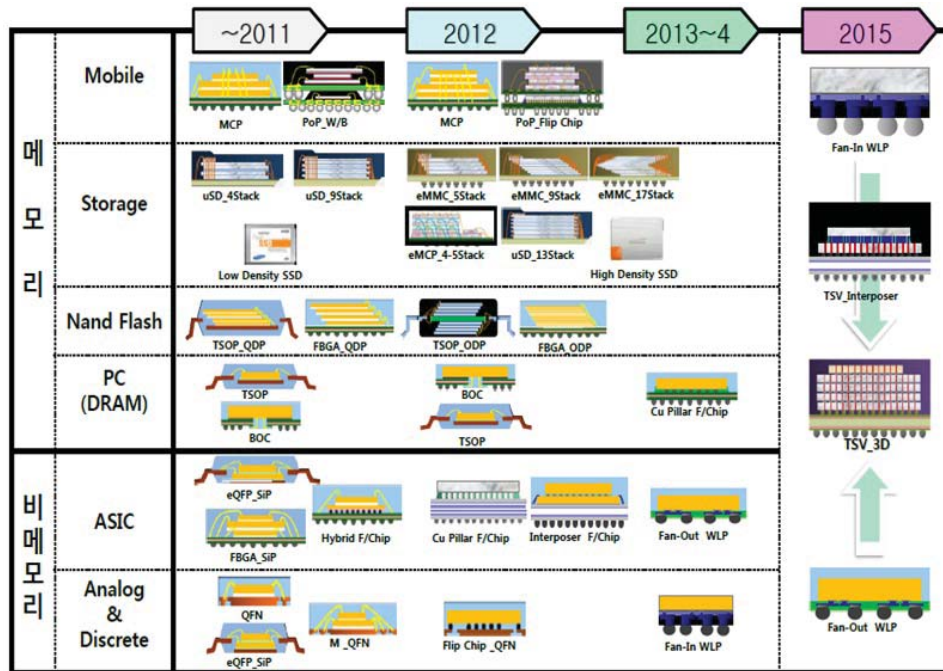 ~2011
2012
2013~4
2015
메모리
Mobile
MCP
PoP_W/B
MCP
PoP_Flip Chip
Fan-In WLP
Storage
uSD_4Stack
uSD_9Stack
eMMC_5Stack
eMMC_9Stack
eMMC_17Stack
eMCP_4-5Stack
uSD_13Stack
Low Density SSD
High Density SSD
TSV_Interposer
Nand Flash
TSOP_QDP
FBGA_QDP
TSOP_ODP
FBGA_ODP
PC
(DRAM)
TSOP
BOC
BOC
TSOP
Cu Pillar F/Chip
TSV_3D
비메모리
ASIC
eQFP_SiP
FBGA_SiP
Hybrid F/Chip
Cu Pillar F/Chip
Interposer F/Chip
Fan-Out WLP
Analog
&
Discrete
QFN
eQFP_SiP
M_QFN
Flip Chip_QFN
Fan-In WLP
Fan-Out WLP